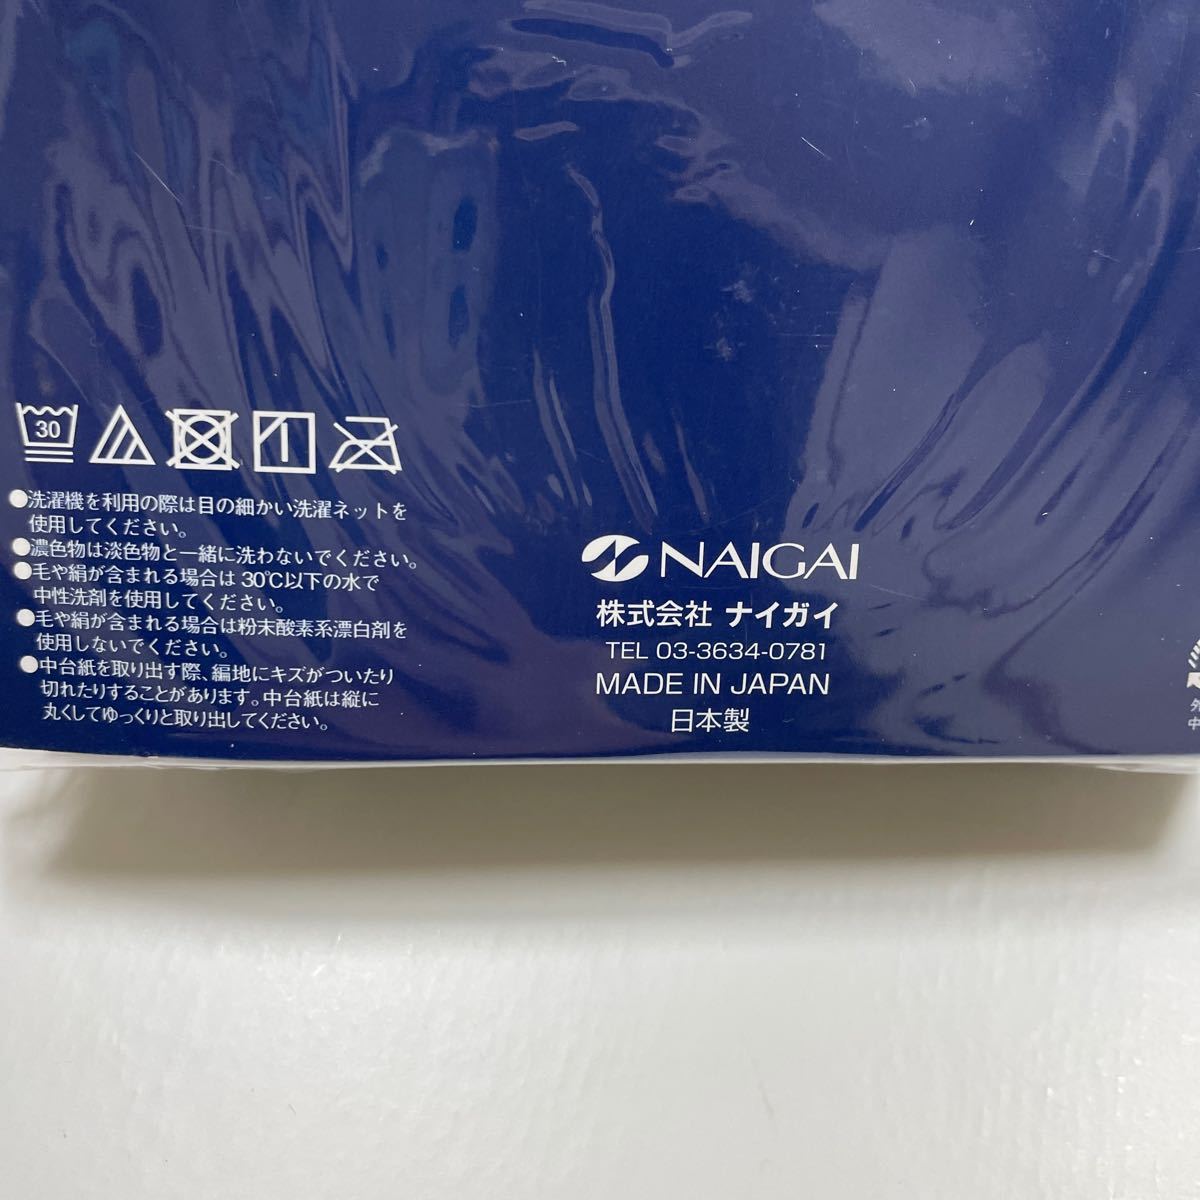 30
●洗濯機を利用の際は目の細かい洗濯ネットを
使用してください。
●濃色物は淡色物と一緒に洗わないでください。
●毛や絹が含まれる場合は30℃以下の水で
中性洗剤を使用してください。
●毛や絹が含まれる場合は粉末酸素系漂白剤を
使用しないでください。
●中台紙を取り出す際、編地にキズがついたり
切れたりすることがあります。中台紙は縦に
丸くしてゆっくりと取り出してください。
NAIGAI
株式会社 ナイガイ
TEL 03-3634-0781
MADE IN JAPAN
日本製
外
中